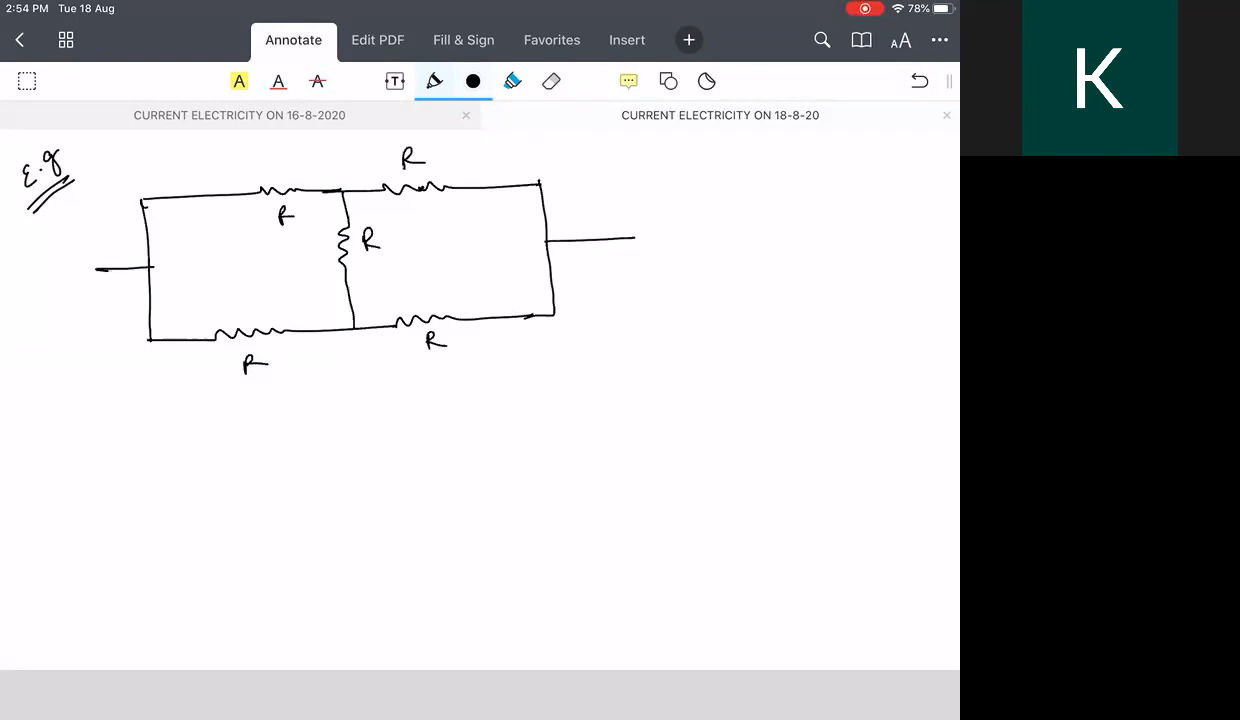 2:54 PM Tue 18 Aug 78%
Annotate Edit PDF Fill & Sign Favorites Insert
A A A T
CURRENT ELECTRICITY ON 16-8-2020 CURRENT ELECTRICITY ON 18-8-20
E.g
R
R
R
R
R
K